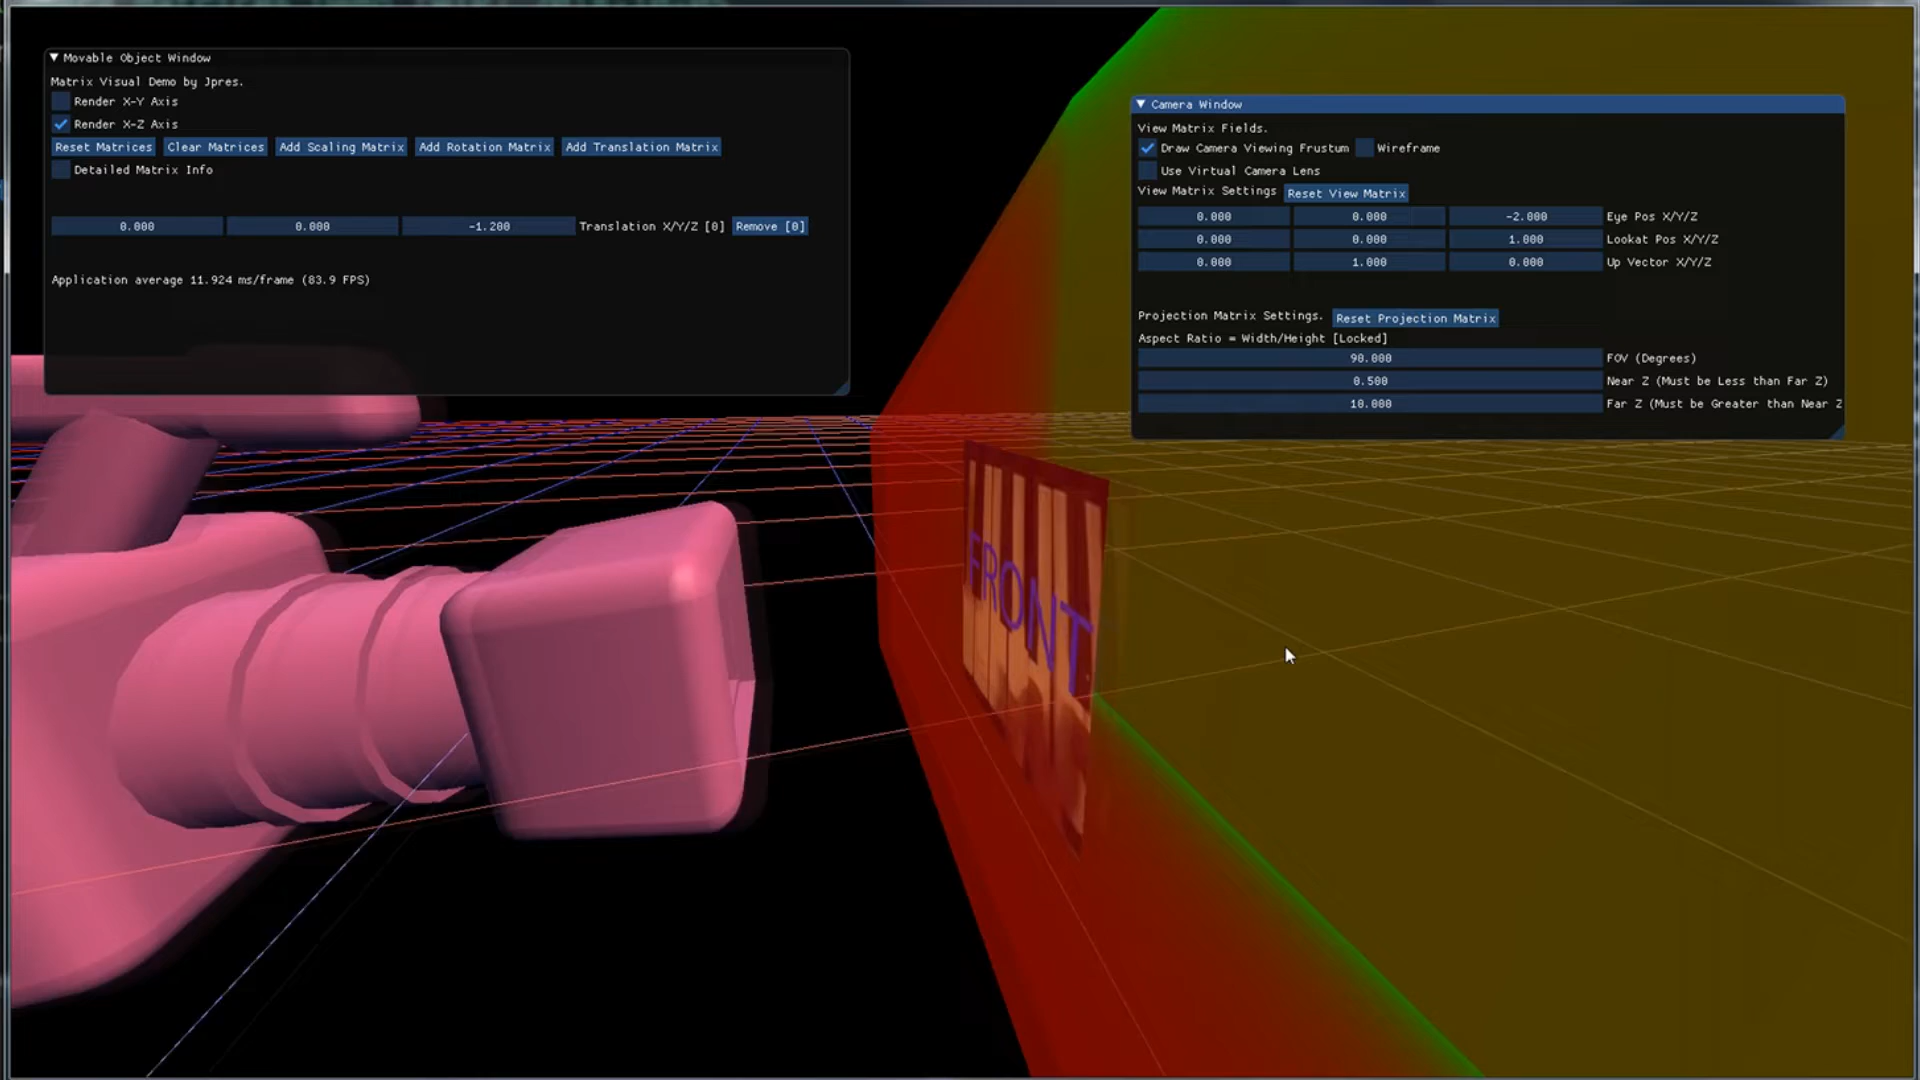 Movable Object Window
Matrix Visual Demo by Jpres.
Render X-Y Axis
Render X-Z Axis
Reset Matrices Clear Matrices Add Scaling Matrix Add Rotation Matrix Add Translation Matrix
Detailed Matrix Info
0.000 0.000 -1.200 Translation X/Y/Z [0] Remove [0]
Application average 11.924 ms/frame (83.9 FPS)
Camera Window
View Matrix Fields.
Draw Camera Viewing Frustum Wireframe
Use Virtual Camera Lens
View Matrix Settings Reset View Matrix
0.000 0.000 -2.000 Eye Pos X/Y/Z
0.000 0.000 1.000 Lookat Pos X/Y/Z
0.000 1.000 0.000 Up Vector X/Y/Z
Projection Matrix Settings. Reset Projection Matrix
Aspect Ratio = Width/Height [Locked]
90.000 FOV (Degrees)
0.500 Near Z (Must be Less than Far Z)
10.000 Far Z (Must be Greater than Near Z
FRONT